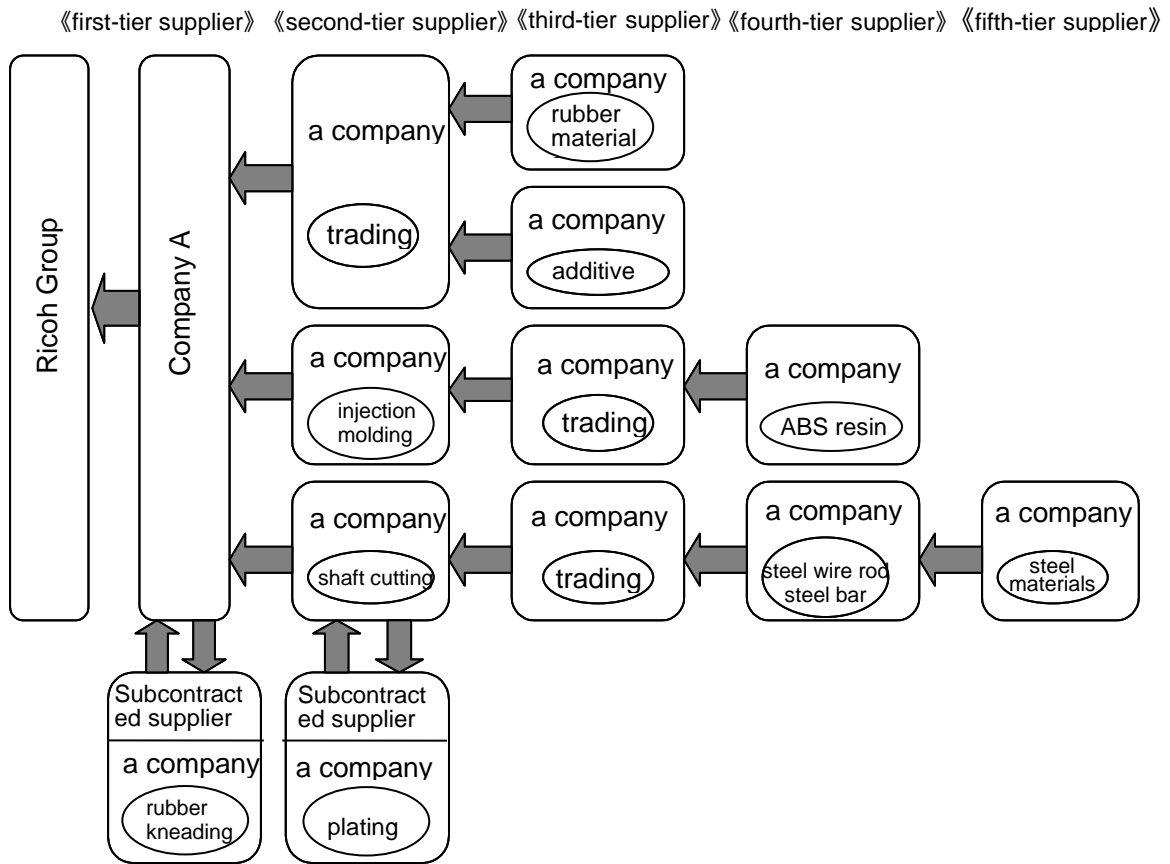 《first-tier supplier》 《second-tier supplier》 《third-tier supplier》 《fourth-tier supplier》 《fifth-tier supplier》
Ricoh Group
Company A
a company
trading
a company
rubber
material
a company
additive
a company
injection
molding
a company
trading
a company
ABS resin
a company
shaft cutting
a company
trading
a company
steel wire rod
steel bar
a company
steel
materials
Subcontract
ed supplier
a company
rubber
kneading
Subcontract
ed supplier
a company
plating